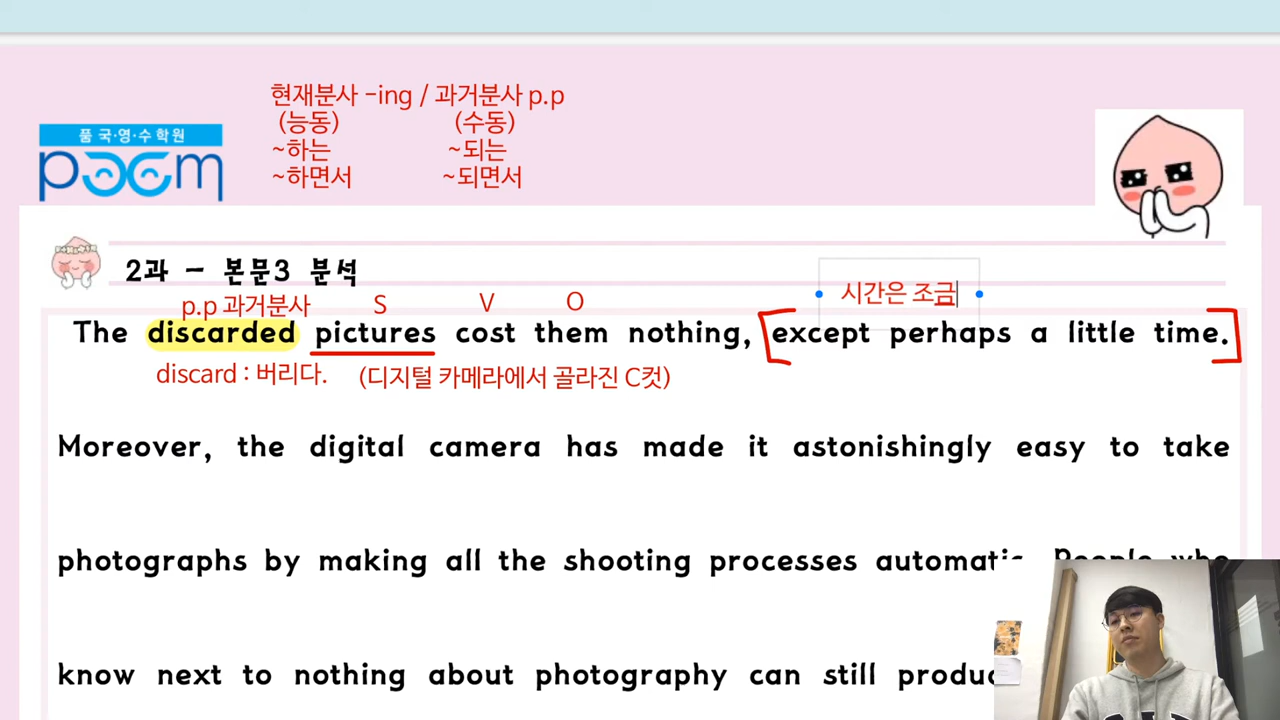 현재분사 -ing / 과거분사 p.p
(능동) (수동)
~하는 ~되는
~하면서 ~되면서
품 국·영·수 학원
poem
2과 - 본문3 분석
시간은 조금
p.p 과거분사 S V O
The discarded pictures cost them nothing, [except perhaps a little time.]
discard : 버리다. (디지털 카메라에서 골라진 C컷)
Moreover, the digital camera has made it astonishingly easy to take
photographs by making all the shooting processes automatic. People who
know next to nothing about photography can still